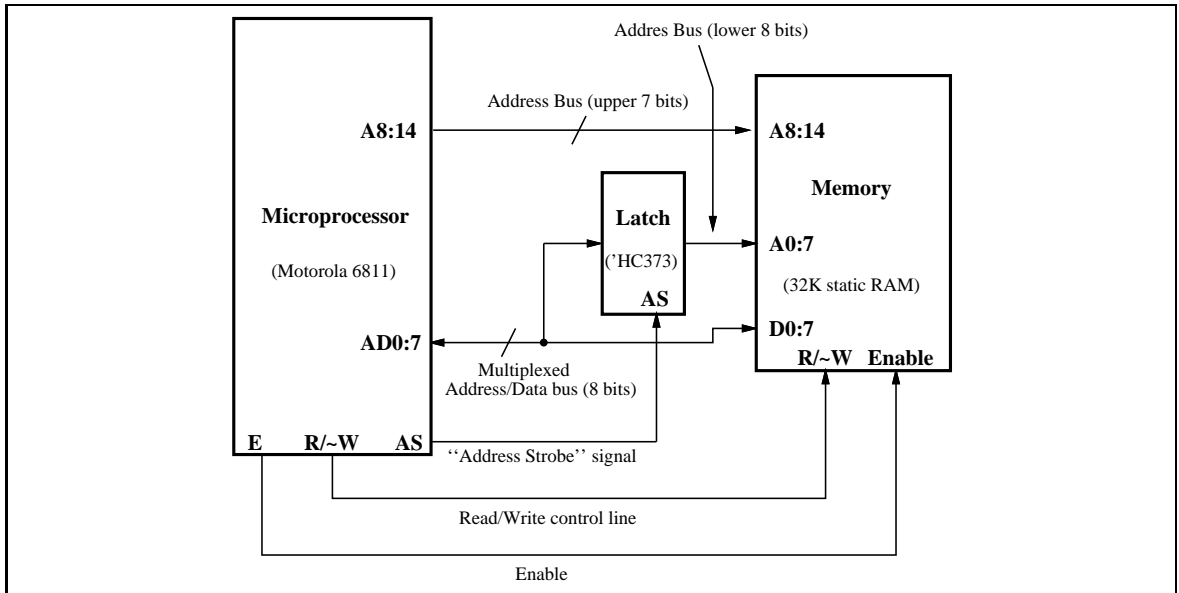 Addres Bus (lower 8 bits)
Address Bus (upper 7 bits)
A8:14
A8:14
Microprocessor
(Motorola 6811)
Latch
('HC373)
AS
Memory
A0:7
(32K static RAM)
D0:7
R/~W Enable
AD0:7
Multiplexed
Address/Data bus (8 bits)
E R/~W AS
‘‘Address Strobe’’ signal
Read/Write control line
Enable